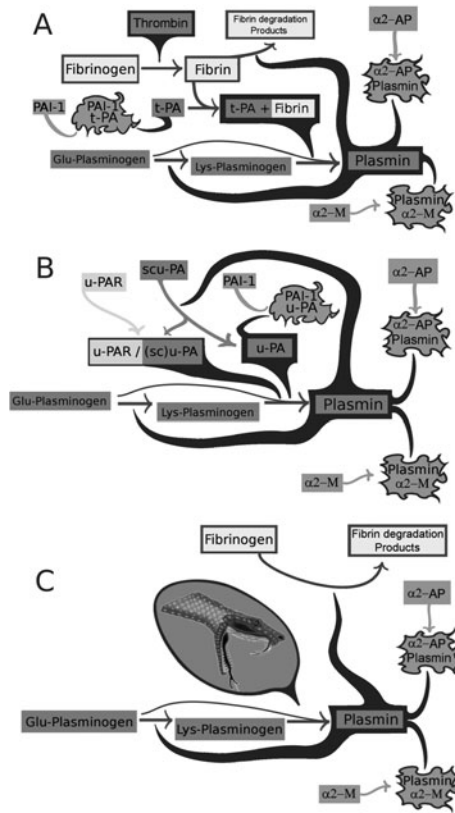 A
Thrombin
Fibrin degradation
Products
α2-AP
Fibrinogen
Fibrin
α2-AP
Plasmin
PAI-1
PAI-1
t-PA
t-PA
t-PA + Fibrin
Glu-Plasminogen
Lys-Plasminogen
Plasmin
α2-M
Plasmin
α2-M
B
u-PAR
scu-PA
PAI-1
PAI-1
u-PA
α2-AP
α2-AP
Plasmin
u-PAR / (sc)u-PA
u-PA
Glu-Plasminogen
Lys-Plasminogen
Plasmin
α2-M
Plasmin
α2-M
Fibrinogen
Fibrin degradation
Products
C
α2-AP
α2-AP
Plasmin
Glu-Plasminogen
Lys-Plasminogen
Plasmin
α2-M
Plasmin
α2-M